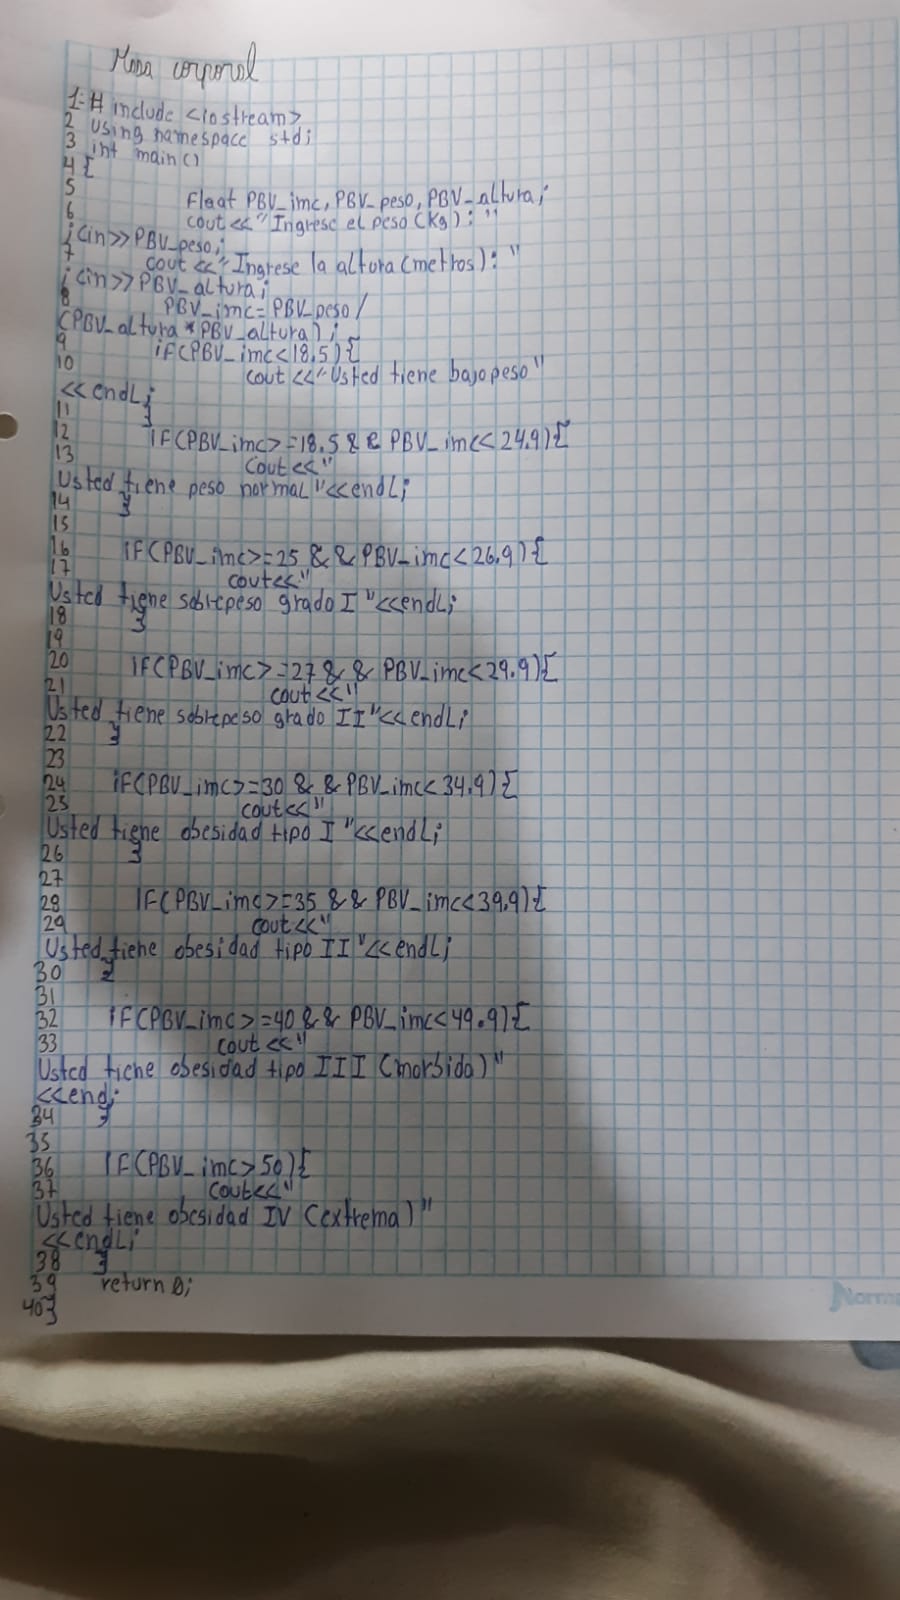 Masa corporal
1-# include <iostream>
2 using namespace std;
3 int main()
4 {
5
Float PBV_imc, PBV_peso, PBV_altura;
6 cout <<"Ingrese el peso (Kg): "
;cin>> PBV_peso;
7 cout <<"Ingrese la altura (metros): "
;cin>> PBV_altura;
8 PBV_imc= PBV_peso /
(PBV_altura * PBV_altura);
9 if(PBV_imc<18.5){
10 cout <<"Usted tiene bajo peso"
<<endl;
11 }
12 if(PBV_imc>=18.5 && PBV_imc<24.9){
13 Cout<<"
Usted tiene peso normal"<<endl;
14 }
15
16 if(PBV_imc>=25 && PBV_imc<26.9){
17 cout<<"
Usted tiene sobrepeso grado I"<<endl;
18 }
19
20 if(PBV_imc>=27 && PBV_imc<29.9){
21 cout<<"
Usted tiene sobrepeso grado II"<<endl;
22 }
23
24 if(PBV_imc>=30 && PBV_imc<34.9){
25 cout<<"
Usted tiene obesidad tipo I"<<endl;
26 }
27
28 if(PBV_imc>=35 && PBV_imc<39.9){
29 cout<<"
Usted tiene obesidad tipo II"<<endl;
30 }
31
32 if(PBV_imc>=40 && PBV_imc<49.9){
33 cout <<"
Usted tiene obesidad tipo III (morbida)"
<<end;
34 }
35
36 if(PBV_imc>50){
37 cout<<"
Usted tiene obesidad IV (extrema)"
<<endl;
38 }
39 return 0;
40 }